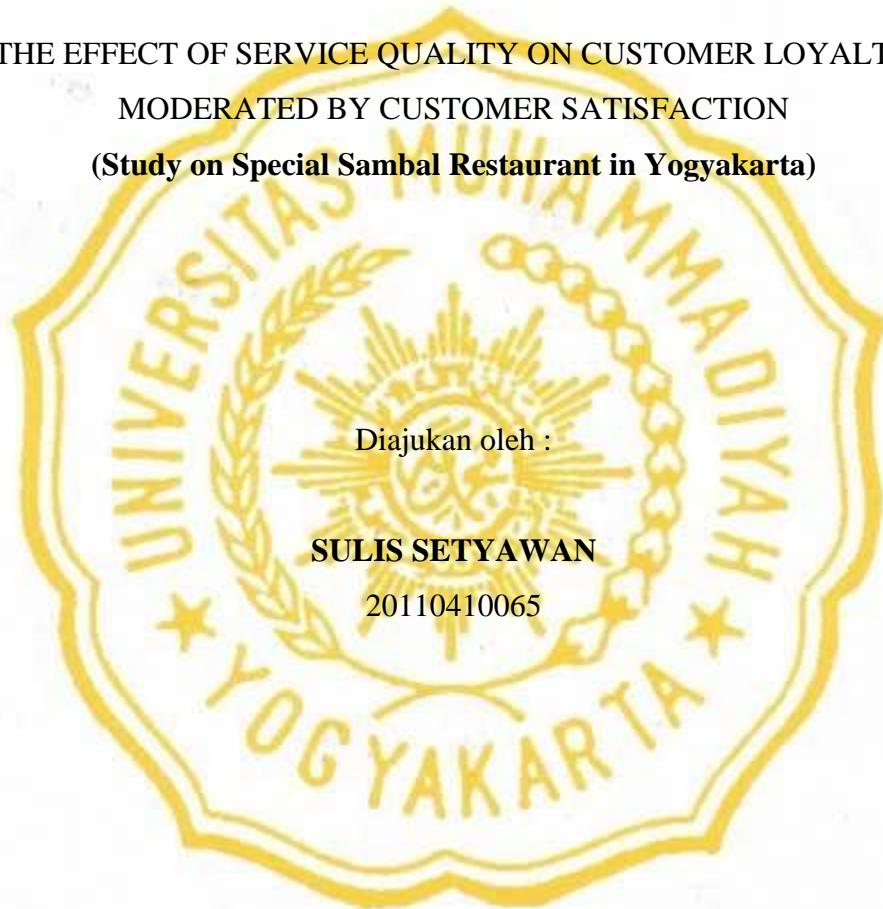 THE EFFECT OF SERVICE QUALITY ON CUSTOMER LOYALT
MODERATED BY CUSTOMER SATISFACTION
(Study on Special Sambal Restaurant in Yogyakarta)
UNIVERSITAS MUHAMMADIYAH
Diajukan oleh :
SULIS SETYAWAN
20110410065
YOGYAKARTA